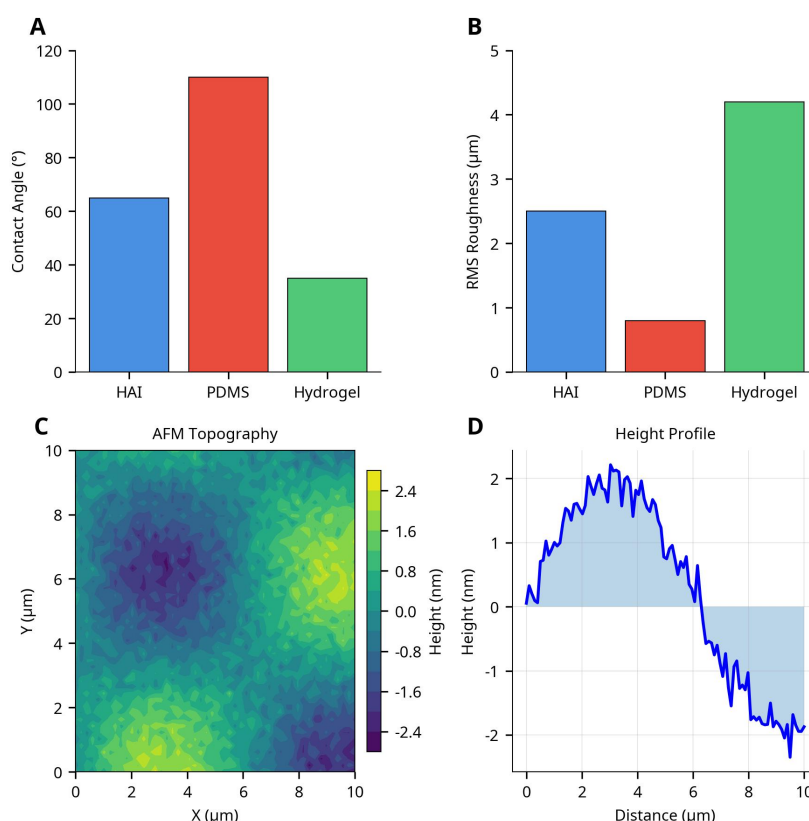 A
120
100
80
60
40
20
0
Contact Angle (°)
HAI
PDMS
Hydrogel
B
5
4
3
2
1
0
RMS Roughness (µm)
HAI
PDMS
Hydrogel
C
AFM Topography
10
8
6
4
2
0
Y (µm)
0
2
4
6
8
10
X (µm)
2.4
1.6
0.8
0.0
-0.8
-1.6
-2.4
Height (nm)
D
Height Profile
2
1
0
-1
-2
Height (nm)
0
2
4
6
8
10
Distance (µm)